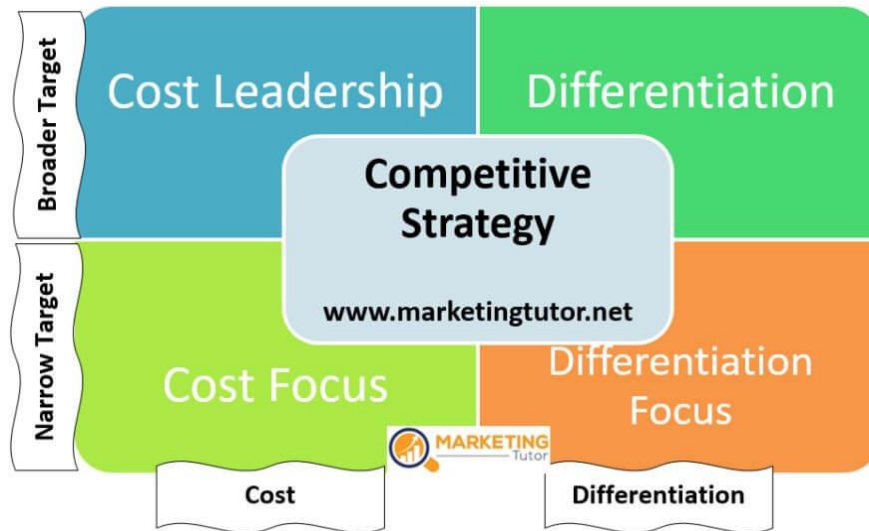 Broader Target
Cost Leadership
Differentiation
Competitive
Strategy
www.marketingtutor.net
Narrow Target
Cost Focus
Differentiation
Focus
MARKETING
Tutor
Cost
Differentiation